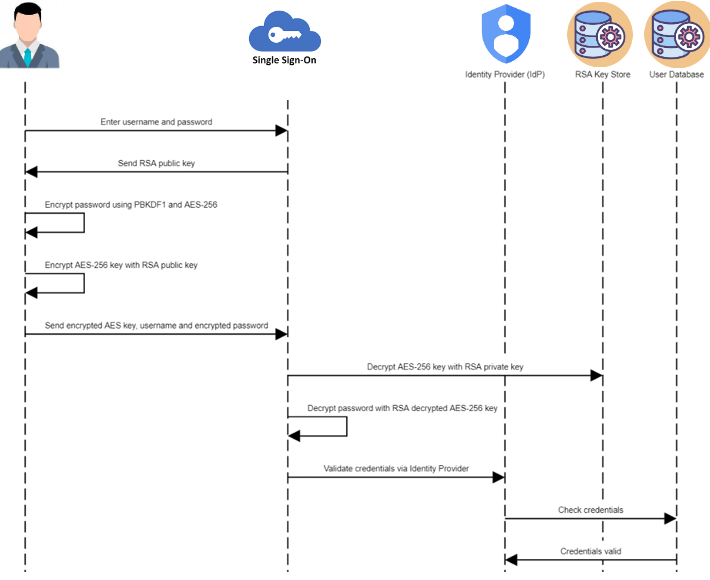 Single Sign-On
Identity Provider (IdP)
RSA Key Store
User Database
Enter username and password
Send RSA public key
Encrypt password using PBKDF1 and AES-256
Encrypt AES-256 key with RSA public key
Send encrypted AES key, username and encrypted password
Decrypt AES-256 key with RSA private key
Decrypt password with RSA decrypted AES-256 key
Validate credentials via Identity Provider
Check credentials
Credentials valid